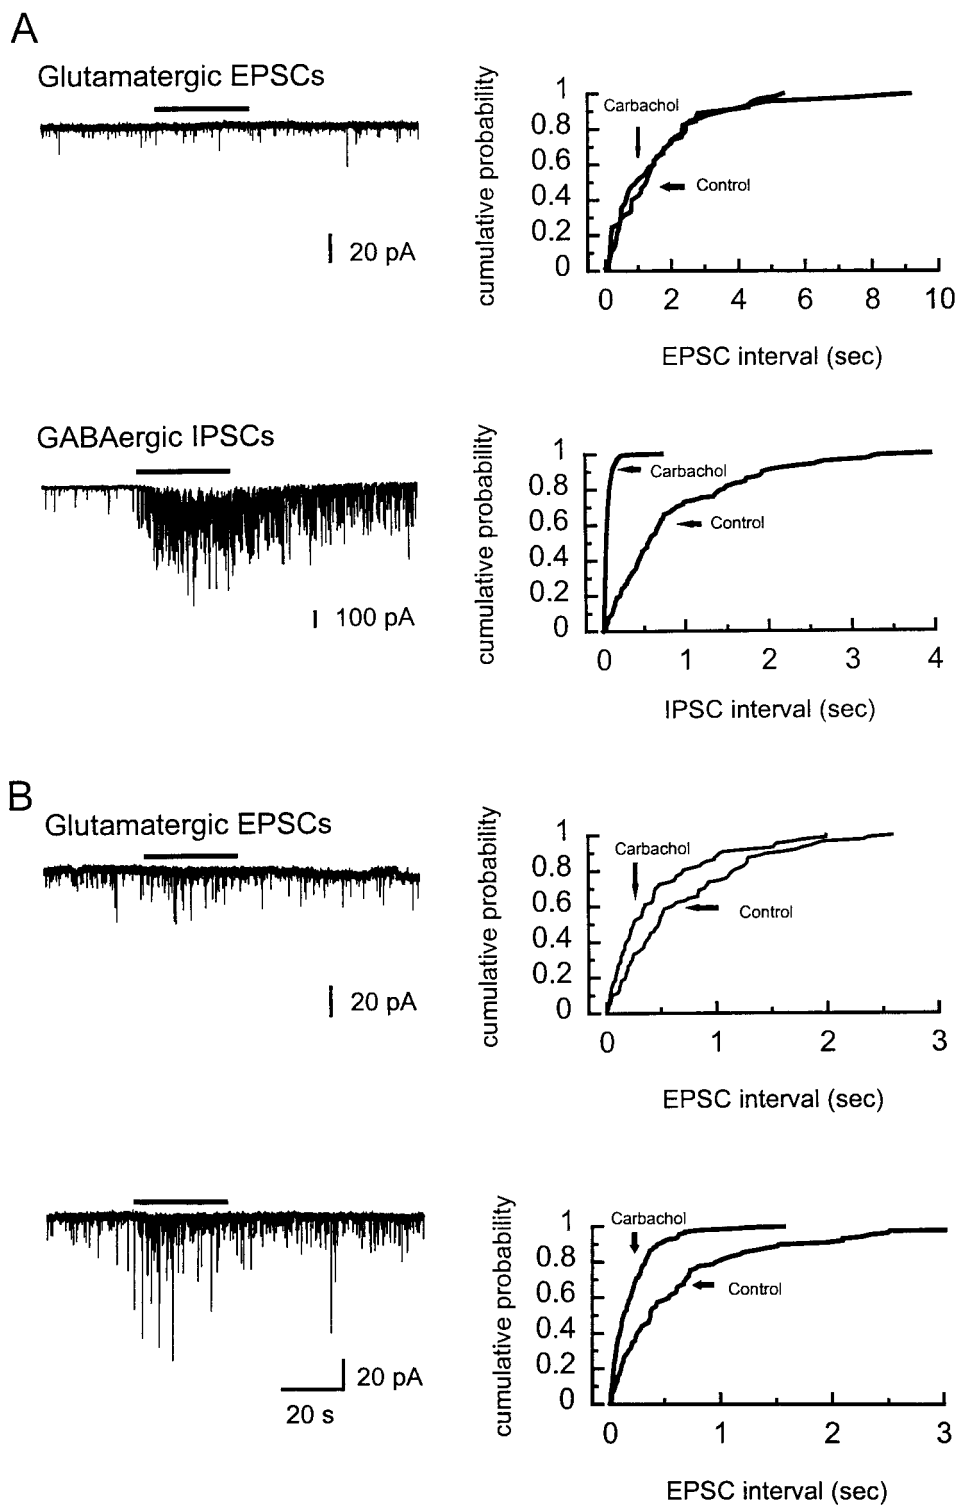 A
Glutamatergic EPSCs
20 pA
cumulative probability
1
0.8
0.6
0.4
0.2
0
Carbachol
Control
0 2 4 6 8 10
EPSC interval (sec)
GABAergic IPSCs
100 pA
cumulative probability
1
0.8
0.6
0.4
0.2
0
Carbachol
Control
0 1 2 3 4
IPSC interval (sec)
B
Glutamatergic EPSCs
20 pA
cumulative probability
1
0.8
0.6
0.4
0.2
0
Carbachol
Control
0 1 2 3
EPSC interval (sec)
20 pA
20 s
cumulative probability
1
0.8
0.6
0.4
0.2
0
Carbachol
Control
0 1 2 3
EPSC interval (sec)